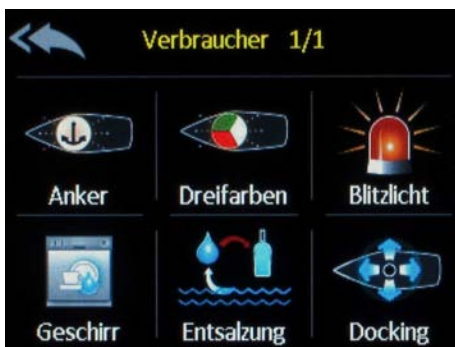 Verbraucher 1/1
Anker Dreifarben Blitzlicht
Geschirr Entsalzung Docking